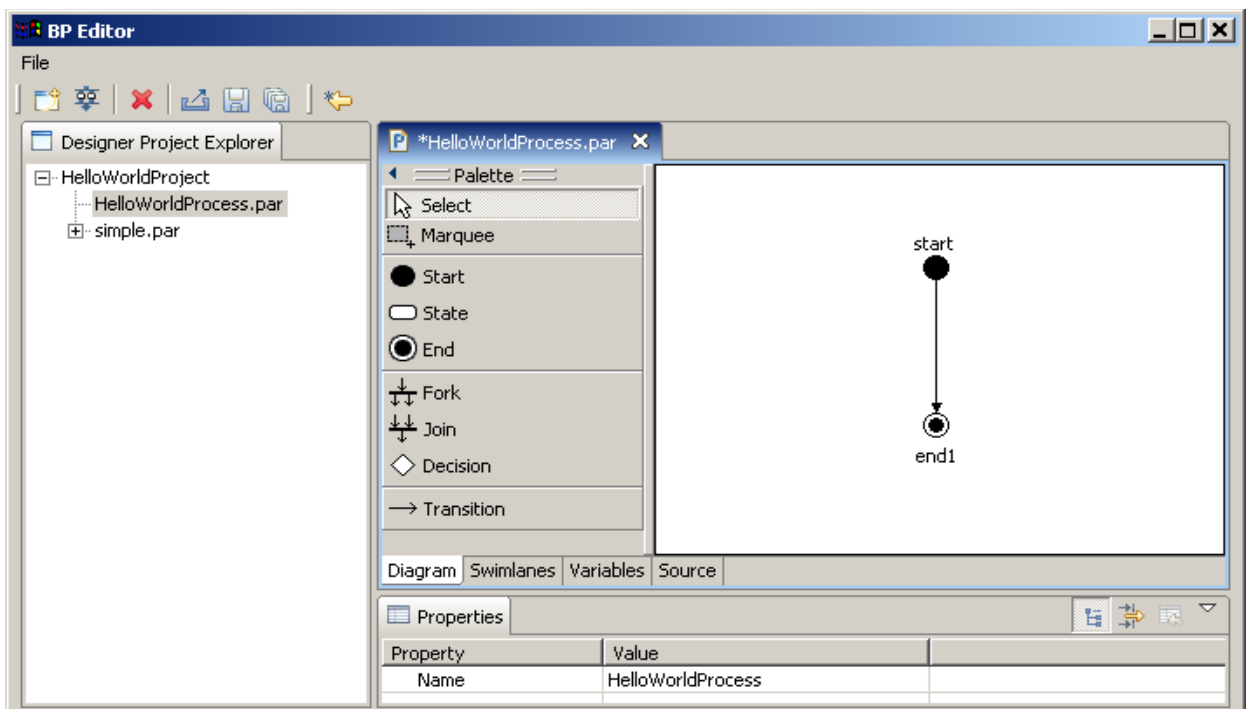 BP Editor
File
Designer Project Explorer
HelloWorldProject
HelloWorldProcess.par
simple.par
*HelloWorldProcess.par
Palette
Select
Marquee
Start
State
End
Fork
Join
Decision
Transition
start
end1
Diagram Swimlanes Variables Source
Properties
Property Value
Name HelloWorldProcess